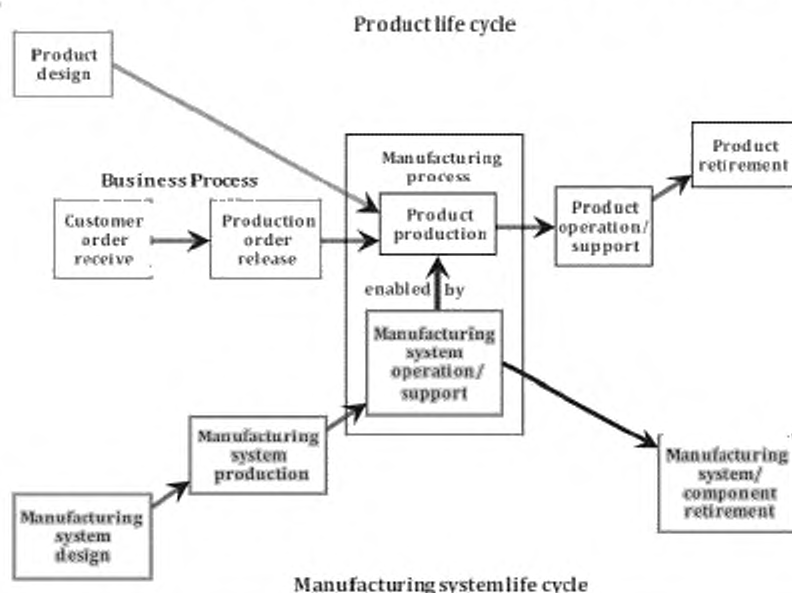 Product life cycle
Product
design
Manufacturing
process
Product
retirement
Business Process
Customer
order
receive
Production
order
release
Product
production
Product
operation/
support
enabled by
Manufacturing
system
operation/
support
Manufacturing
system
production
Manufacturing
system/
component
retirement
Manufacturing
system
design
Manufacturing system life cycle